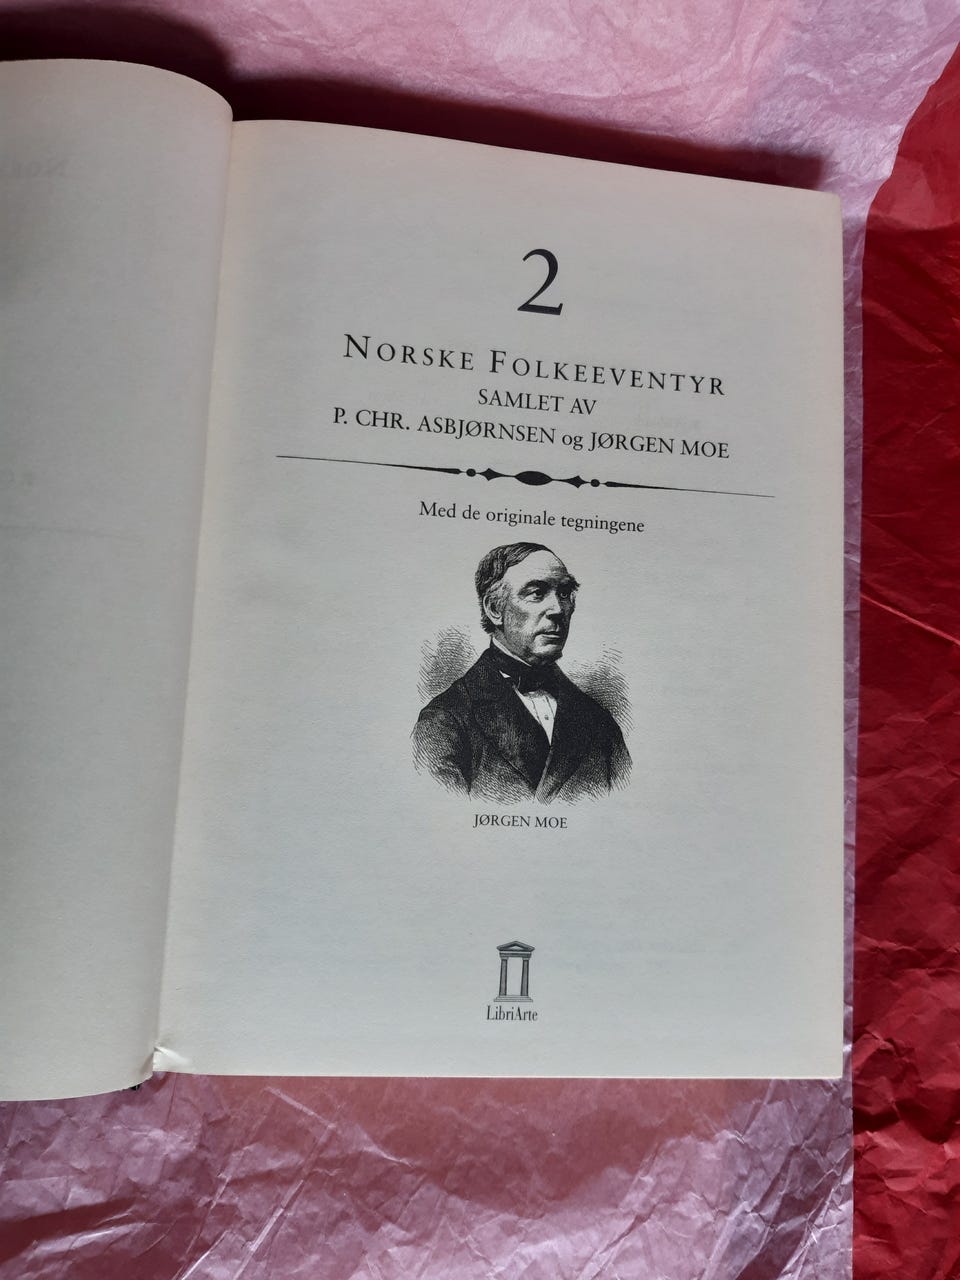 2
NORSKE FOLKEEVENTYR
SAMLET AV
P. CHR. ASBJØRNSEN og JØRGEN MOE
Med de originale tegningene
JØRGEN MOE
LibriArte